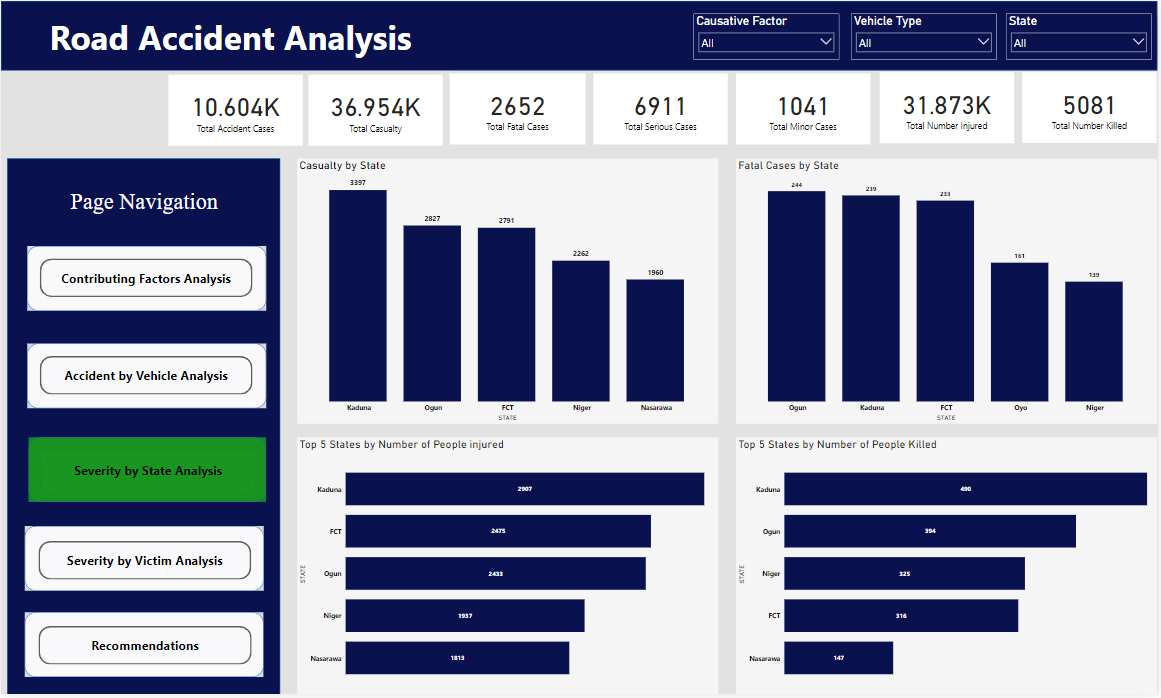 Road Accident Analysis
Causative Factor
All
Vehicle Type
All
State
All
10.604K
Total Accident Cases
36.954K
Total Casualty
2652
Total Fatal Cases
6911
Total Serious Cases
1041
Total Minor Cases
31.873K
Total Number Injured
5081
Total Number Killed
Page Navigation
Contributing Factors Analysis
Accident by Vehicle Analysis
Severity by State Analysis
Severity by Victim Analysis
Recommendations
Casualty by State
3397
2827
2791
2262
1960
Kaduna
Ogun
FCT
Niger
Nasarawa
STATE
Fatal Cases by State
244
239
233
161
139
Ogun
Kaduna
FCT
Oyo
Niger
STATE
Top 5 States by Number of People injured
STATE
Kaduna 2907
FCT 2475
Ogun 2433
Niger 1937
Nasarawa 1813
Top 5 States by Number of People Killed
STATE
Kaduna 490
Ogun 394
Niger 325
FCT 316
Nasarawa 147